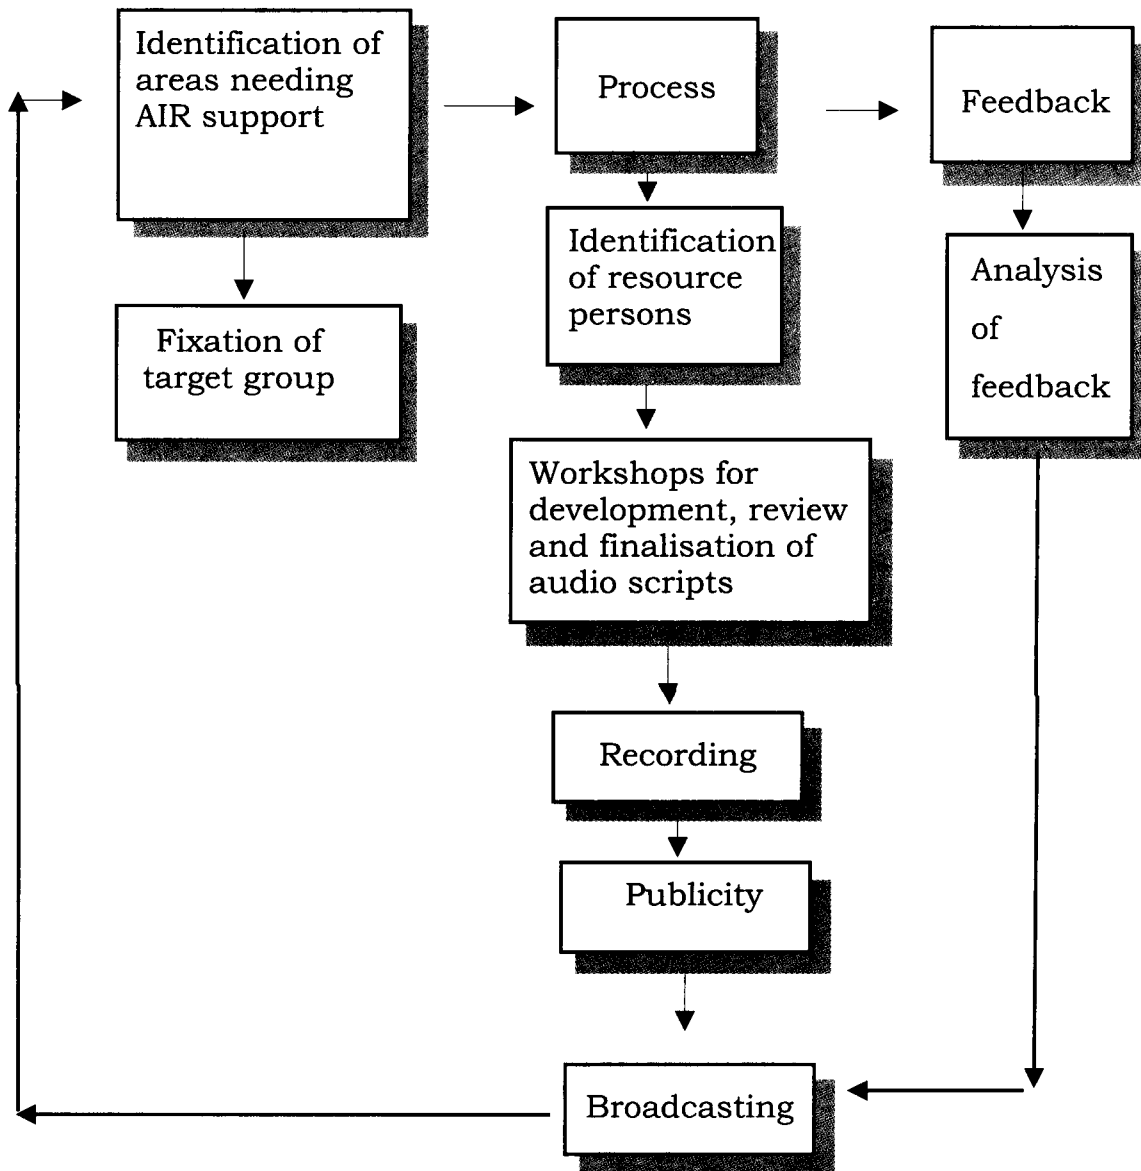 Identification of
areas needing
AIR support
Process
Feedback
Fixation of
target group
Identification
of resource
persons
Analysis
of
feedback
Workshops for
development, review
and finalisation of
audio scripts
Recording
Publicity
Broadcasting